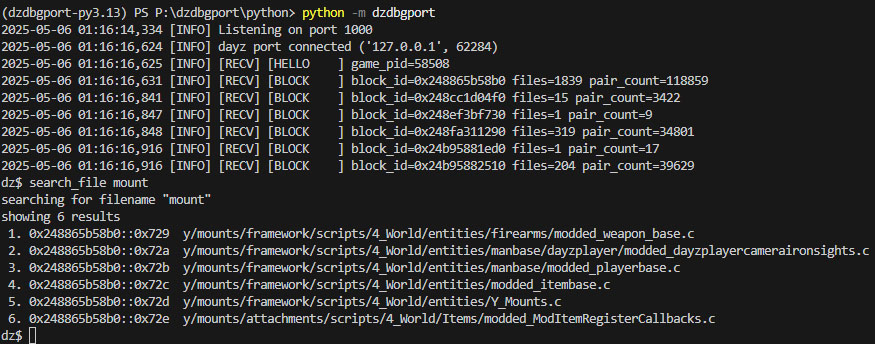 (dzdbgport-py3.13) PS P:\dzdbgport\python> python -m dzdbgport
2025-05-06 01:16:14,334 [INFO] Listening on port 1000
2025-05-06 01:16:16,624 [INFO] dayz port connected ('127.0.0.1', 62284)
2025-05-06 01:16:16,625 [INFO] [RECV] [HELLO    ] game_pid=58508
2025-05-06 01:16:16,631 [INFO] [RECV] [BLOCK    ] block_id=0x248865b58b0 files=1839 pair_count=118859
2025-05-06 01:16:16,841 [INFO] [RECV] [BLOCK    ] block_id=0x248cc1d04f0 files=15 pair_count=3422
2025-05-06 01:16:16,847 [INFO] [RECV] [BLOCK    ] block_id=0x248ef3bf730 files=1 pair_count=9
2025-05-06 01:16:16,848 [INFO] [RECV] [BLOCK    ] block_id=0x248fa311290 files=319 pair_count=34801
2025-05-06 01:16:16,916 [INFO] [RECV] [BLOCK    ] block_id=0x24b95881ed0 files=1 pair_count=17
2025-05-06 01:16:16,916 [INFO] [RECV] [BLOCK    ] block_id=0x24b95882510 files=204 pair_count=39629
dz$ search_file mount
searching for filename "mount"
showing 6 results
 1. 0x248865b58b0::0x729  y/mounts/framework/scripts/4_World/entities/firearms/modded_weapon_base.c
 2. 0x248865b58b0::0x72a  y/mounts/framework/scripts/4_World/entities/manbase/dayzplayer/modded_dayzplayercameraironsights.c
 3. 0x248865b58b0::0x72b  y/mounts/framework/scripts/4_World/entities/manbase/modded_playerbase.c
 4. 0x248865b58b0::0x72c  y/mounts/framework/scripts/4_World/entities/modded_itembase.c
 5. 0x248865b58b0::0x72d  y/mounts/framework/scripts/4_World/entities/Y_Mounts.c
 6. 0x248865b58b0::0x72e  y/mounts/attachments/scripts/4_World/Items/modded_ModItemRegisterCallbacks.c
dz$